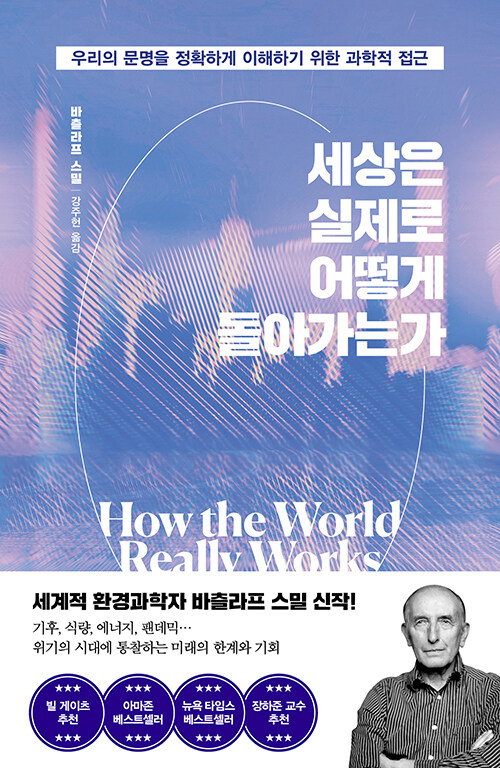 우리의 문명을 정확하게 이해하기 위한 과학적 접근
바츨라프 스밀 | 강주헌 옮김
세상은
실제로
어떻게
돌아가는가
How the World
Really Works
세계적 환경과학자 바츨라프 스밀 신작!
기후, 식량, 에너지, 팬데믹…
위기의 시대에 통찰하는 미래의 한계와 기회
★★★
빌 게이츠
추천
★★★
★★★
아마존
베스트셀러
★★★
★★★
뉴욕 타임스
베스트셀러
★★★
★★★
장하준 교수
추천
★★★